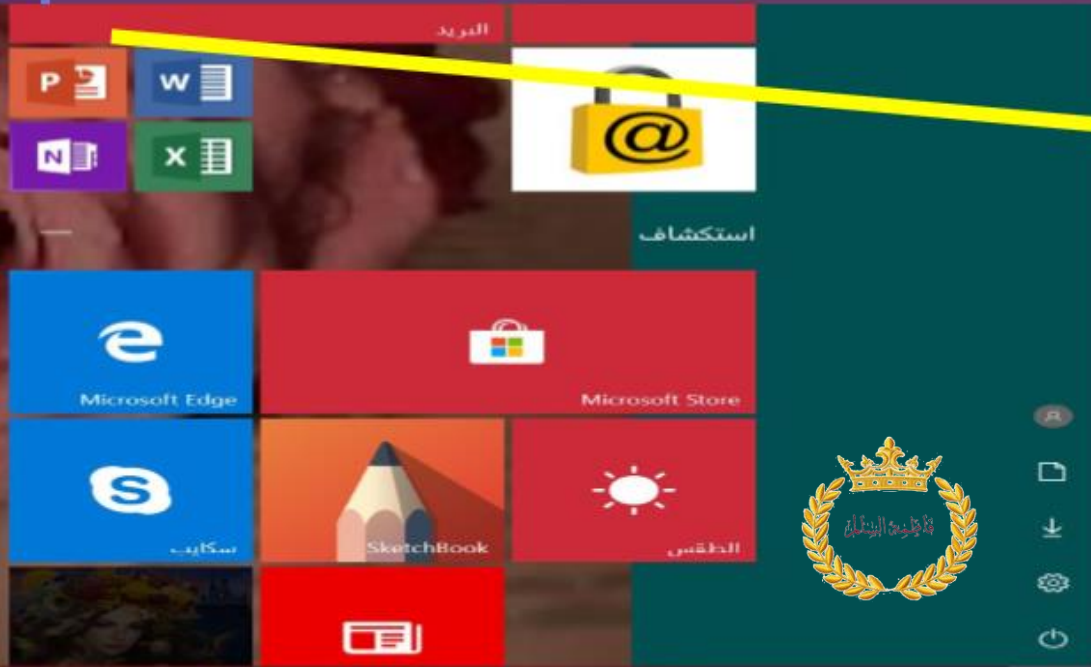 البريد
P
W
N
X
@
استكشاف
Microsoft Store
Microsoft Edge
الطقس
SketchBook
سكايب